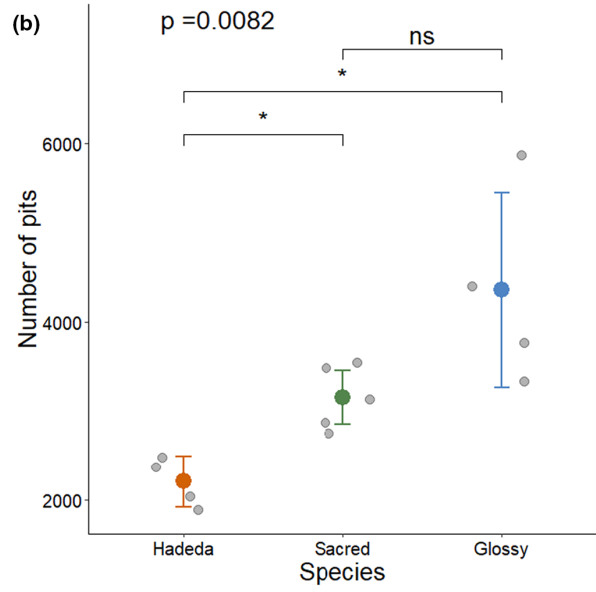 (b)
p =0.0082
ns
*
*
6000
4000
2000
Number of pits
Hadeda Sacred Glossy
Species